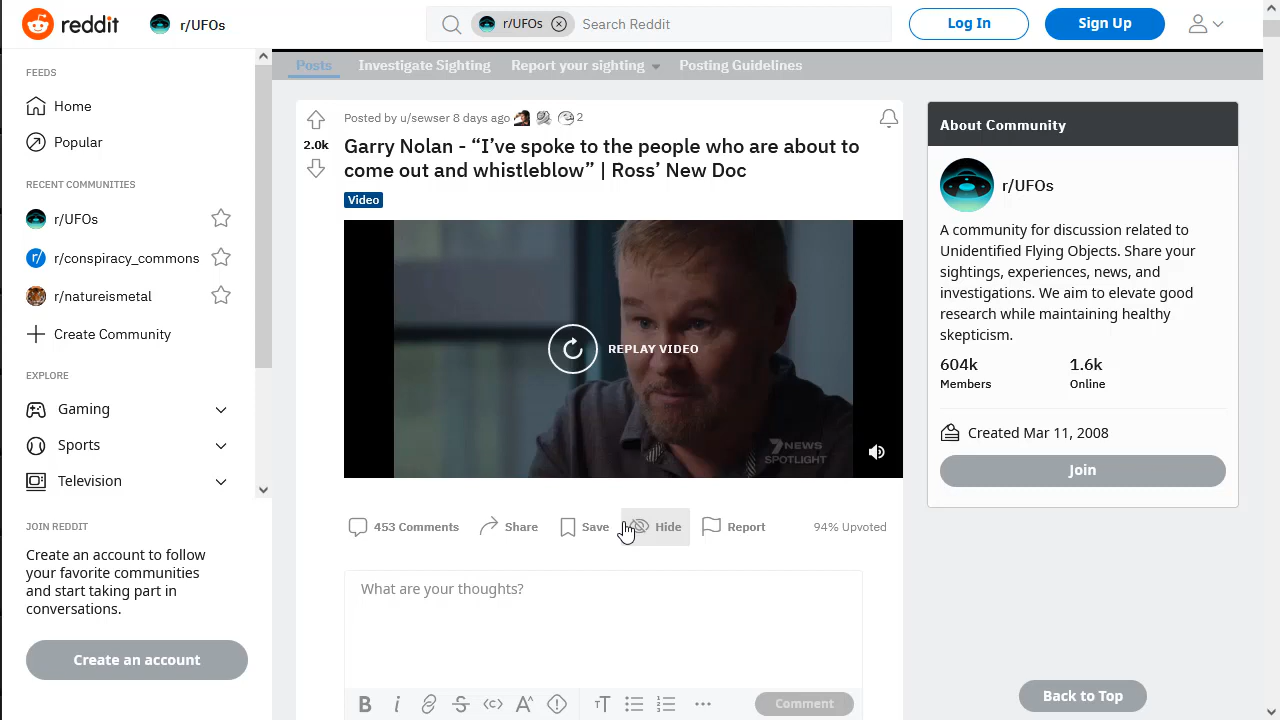 reddit
r/UFOs
r/UFOs
Search Reddit
Log In
Sign Up
FEEDS
Home
Popular
RECENT COMMUNITIES
r/UFOs
r/conspiracy_commons
r/natureismetal
Create Community
EXPLORE
Gaming
Sports
Television
JOIN REDDIT
Create an account to follow
your favorite communities
and start taking part in
conversations.
Create an account
Posts
Investigate Sighting
Report your sighting
Posting Guidelines
Posted by u/sewser 8 days ago
2
2.0k
Garry Nolan - “I’ve spoke to the people who are about to
come out and whistleblow” | Ross’ New Doc
Video
REPLAY VIDEO
7NEWS
SPOTLIGHT
453 Comments
Share
Save
Hide
Report
94% Upvoted
What are your thoughts?
Comment
About Community
r/UFOs
A community for discussion related to
Unidentified Flying Objects. Share your
sightings, experiences, news, and
investigations. We aim to elevate good
research while maintaining healthy
skepticism.
604k
Members
1.6k
Online
Created Mar 11, 2008
Join
Back to Top